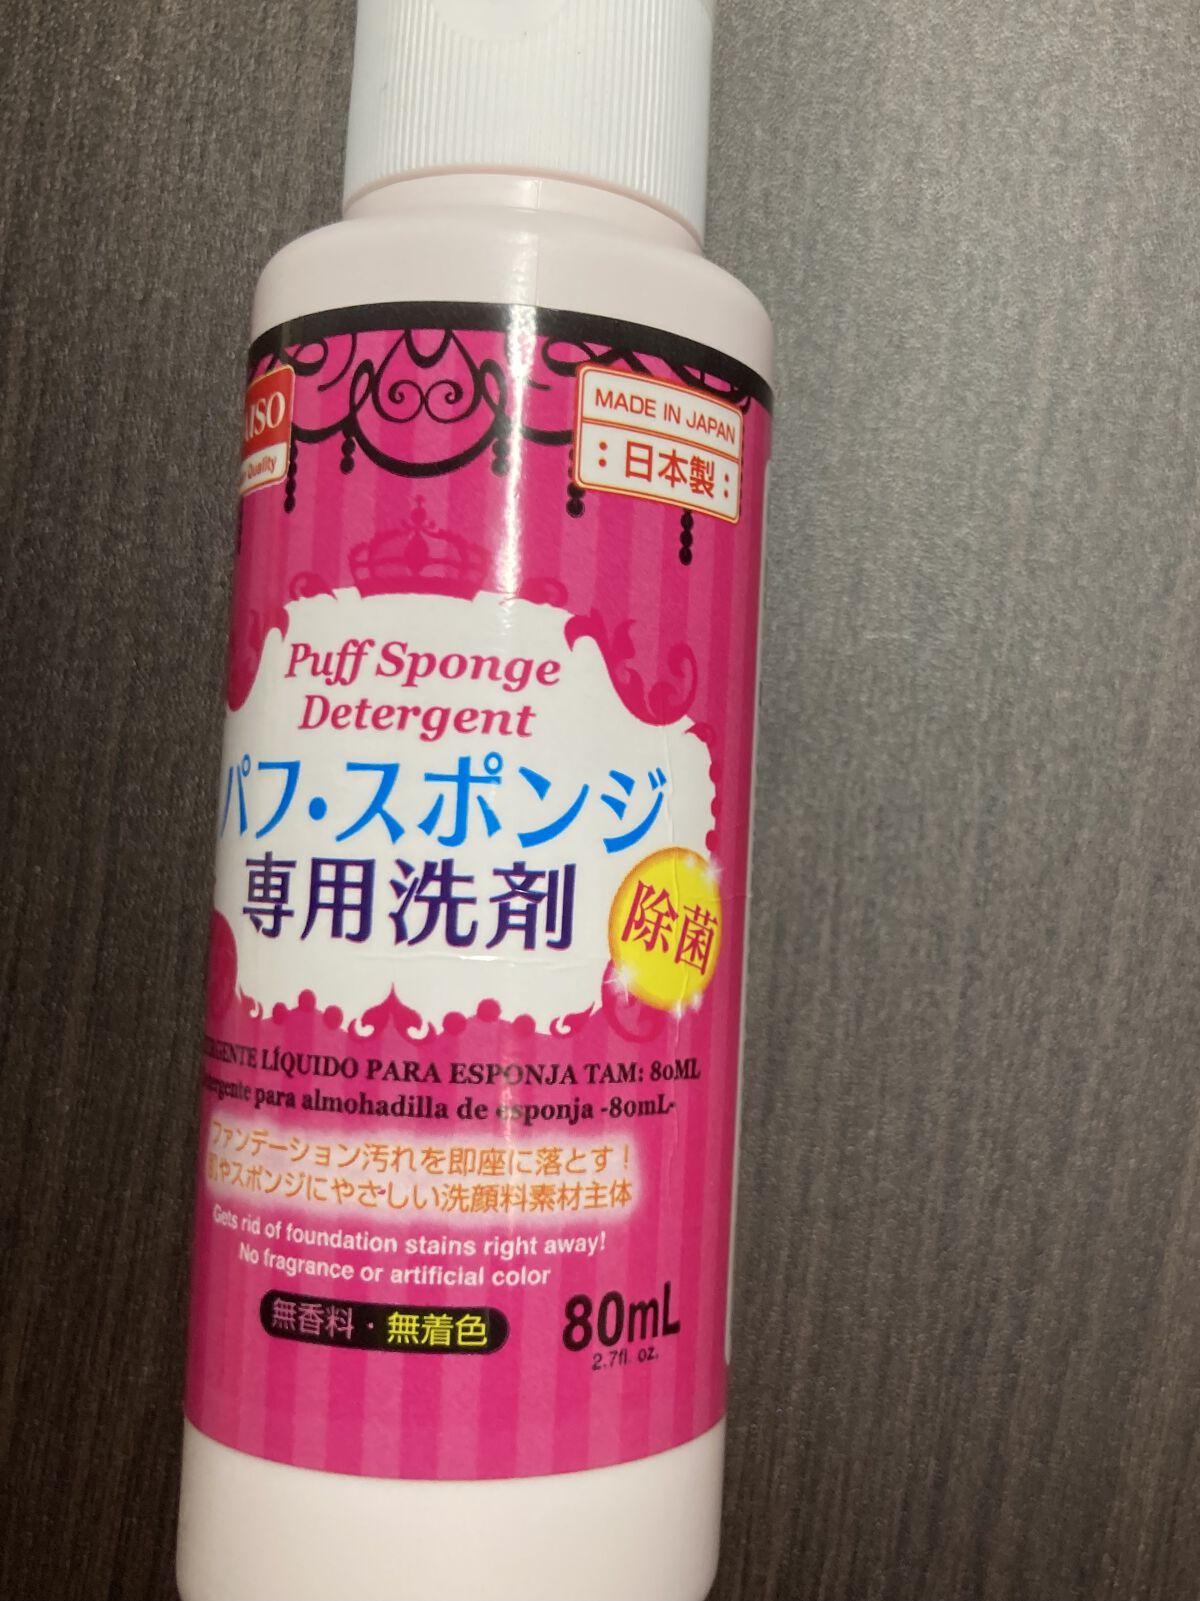 MADE IN JAPAN
:日本製:
Quality
Puff Sponge
Detergent
パフ・スポンジ
専用洗剤
除菌
LÍQUIDO PARA ESPONJA TAM: 80ML
para almohadilla de esponja -80mL-
ファンデーション汚れを即座に落とす!
肌やスポンジにやさしい洗顔料素材主体
Gets rid of foundation stains right away!
No fragrance or artificial color
無香料・無着色
80mL
2.7fl. oz.